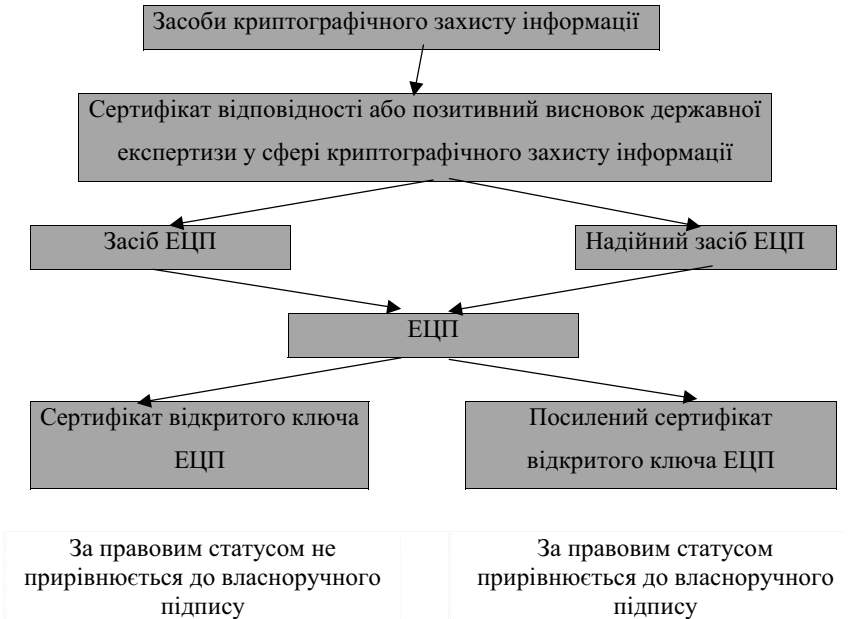 Засоби криптографічного захисту інформації
Сертифікат відповідності або позитивний висновок державної
експертизи у сфері криптографічного захисту інформації
Засіб ЕЦП
Надійний засіб ЕЦП
ЕЦП
Сертифікат відкритого ключа
ЕЦП
Посилений сертифікат
відкритого ключа ЕЦП
За правовим статусом не
прирівнюється до власноручного
підпису
За правовим статусом
прирівнюється до власноручного
підпису